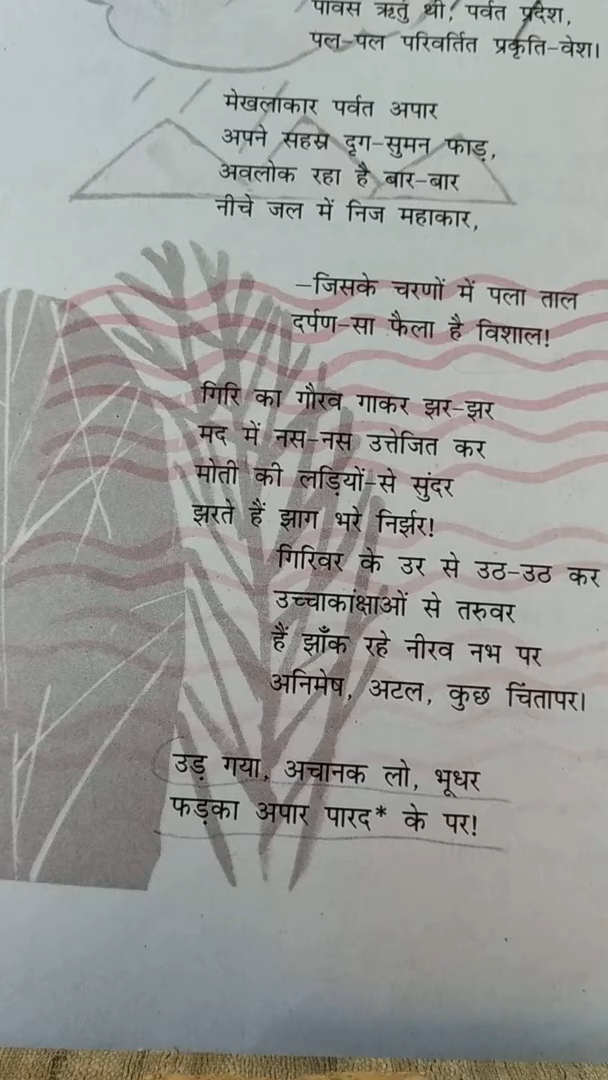 पावस ऋतु थी, पर्वत प्रदेश,
पल-पल परिवर्तित प्रकृति-वेश।
मेखलाकार पर्वत अपार
अपने सहस्र दृग-सुमन फाड़,
अवलोक रहा है बार-बार
नीचे जल में निज महाकार,
-जिसके चरणों में पला ताल
दर्पण-सा फैला है विशाल!
गिरि का गौरव गाकर झर-झर
मद में नस-नस उत्तेजित कर
मोती की लड़ियों-से सुंदर
झरते हैं झाग भरे निर्झर!
गिरिवर के उर से उठ-उठ कर
उच्चाकांक्षाओं से तरुवर
हैं झाँक रहे नीरव नभ पर
अनिमेष, अटल, कुछ चिंतापर।
उड़ गया, अचानक लो, भूधर
फड़का अपार पारद* के पर!